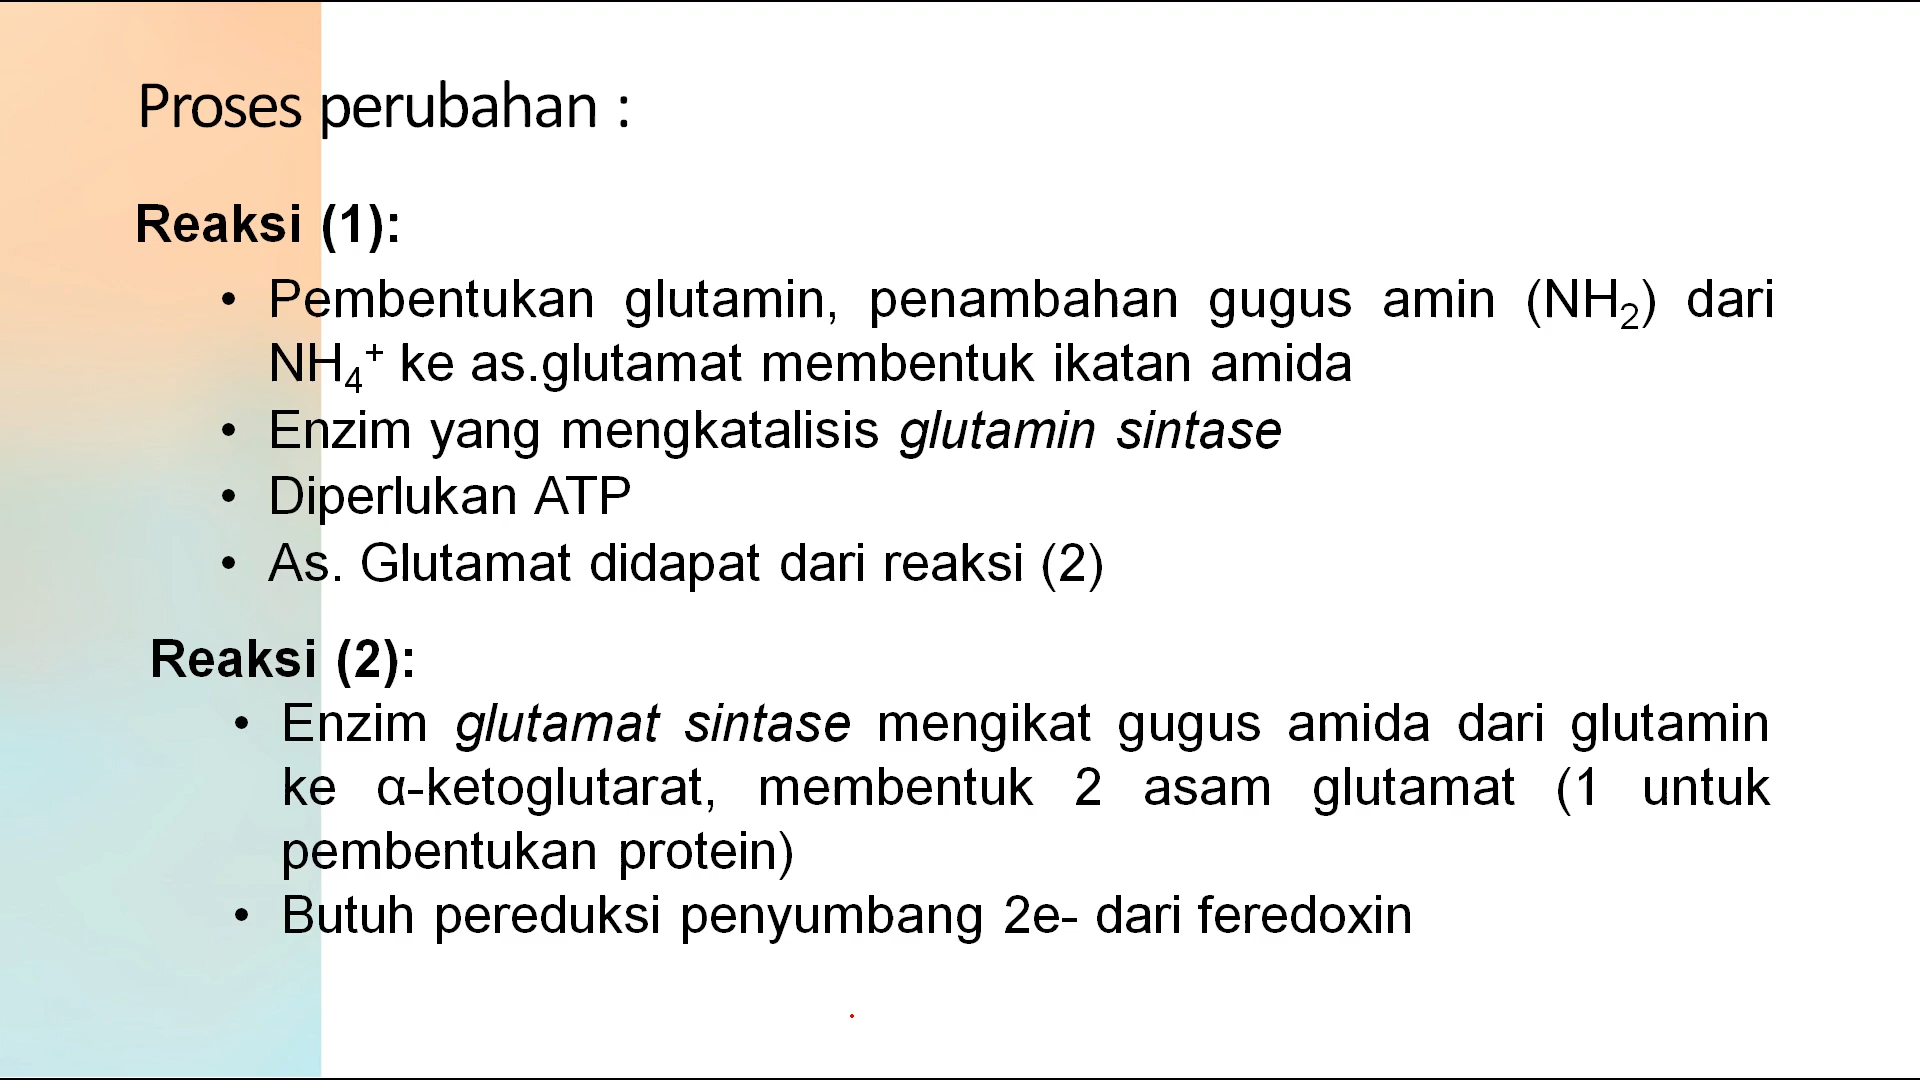 Proses perubahan :
Reaksi (1):
• Pembentukan glutamin, penambahan gugus amin (NH₂) dari
NH₄⁺ ke as.glutamat membentuk ikatan amida
• Enzim yang mengkatalisis glutamin sintase
• Diperlukan ATP
• As. Glutamat didapat dari reaksi (2)
Reaksi (2):
• Enzim glutamat sintase mengikat gugus amida dari glutamin
ke α-ketoglutarat, membentuk 2 asam glutamat (1 untuk
pembentukan protein)
• Butuh pereduksi penyumbang 2e- dari feredoxin